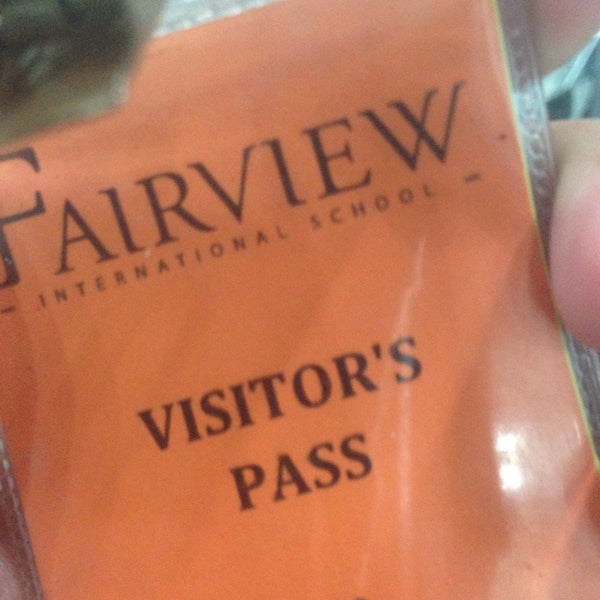 FAIRVIEW
- INTERNATIONAL SCHOOL -
VISITOR'S
PASS